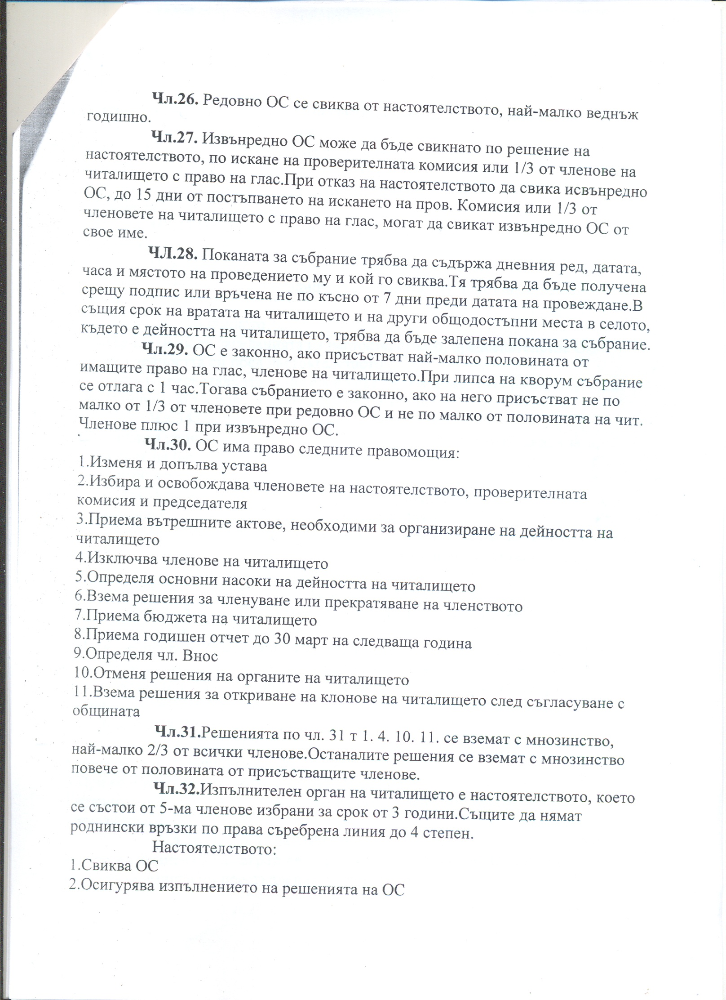 Чл.26. Редовно ОС се свиква от настоятелството, най-малко веднъж
годишно.
Чл.27. Извънредно ОС може да бъде свикнато по решение на
настоятелството, по искане на проверителната комисия или 1/3 от членове на
читалището с право на глас.При отказ на настоятелството да свика исвънредно
ОС, до 15 дни от постъпването на искането на пров. Комисия или 1/3 от
членовете на читалището с право на глас, могат да свикат извънредно ОС от
свое име.
ЧЛ.28. Поканата за събрание трябва да съдържа дневния ред, датата,
часа и мястото на проведението му и кой го свиква.Тя трябва да бъде получена
срещу подпис или връчена не по късно от 7 дни преди датата на провеждане.В
същия срок на вратата на читалището и на други общодостъпни места в селото,
където е дейността на читалището, трябва да бъде залепена покана за събрание.
Чл.29. ОС е законно, ако присъстват най-малко половината от
имащите право на глас, членове на читалището.При липса на кворум събрание
се отлага с 1 час.Тогава събранието е законно, ако на него присъстват не по
малко от 1/3 от членовете при редовно ОС и не по малко от половината на чит.
Членове плюс 1 при извънредно ОС.
Чл.30. ОС има право следните правомощия:
1.Изменя и допълва устава
2.Избира и освобождава членовете на настоятелството, проверителната
комисия и председателя
3.Приема вътрешните актове, необходими за организиране на дейността на
читалището
4.Изключва членове на читалището
5.Определя основни насоки на дейността на читалището
6.Взема решения за членуване или прекратяване на членството
7.Приема бюджета на читалището
8.Приема годишен отчет до 30 март на следваща година
9.Определя чл. Внос
10.Отменя решения на органите на читалището
11.Взема решения за откриване на клонове на читалището след съгласуване с
общината
Чл.31.Решенията по чл. 31 т 1. 4. 10. 11. се вземат с мнозинство,
най-малко 2/3 от всички членове.Останалите решения се вземат с мнозинство
повече от половината от присъстващите членове.
Чл.32.Изпълнителен орган на читалището е настоятелството, което
се състои от 5-ма членове избрани за срок от 3 години.Същите да нямат
роднински връзки по права съребрена линия до 4 степен.
Настоятелството:
1.Свиква ОС
2.Осигурява изпълнението на решенията на ОС